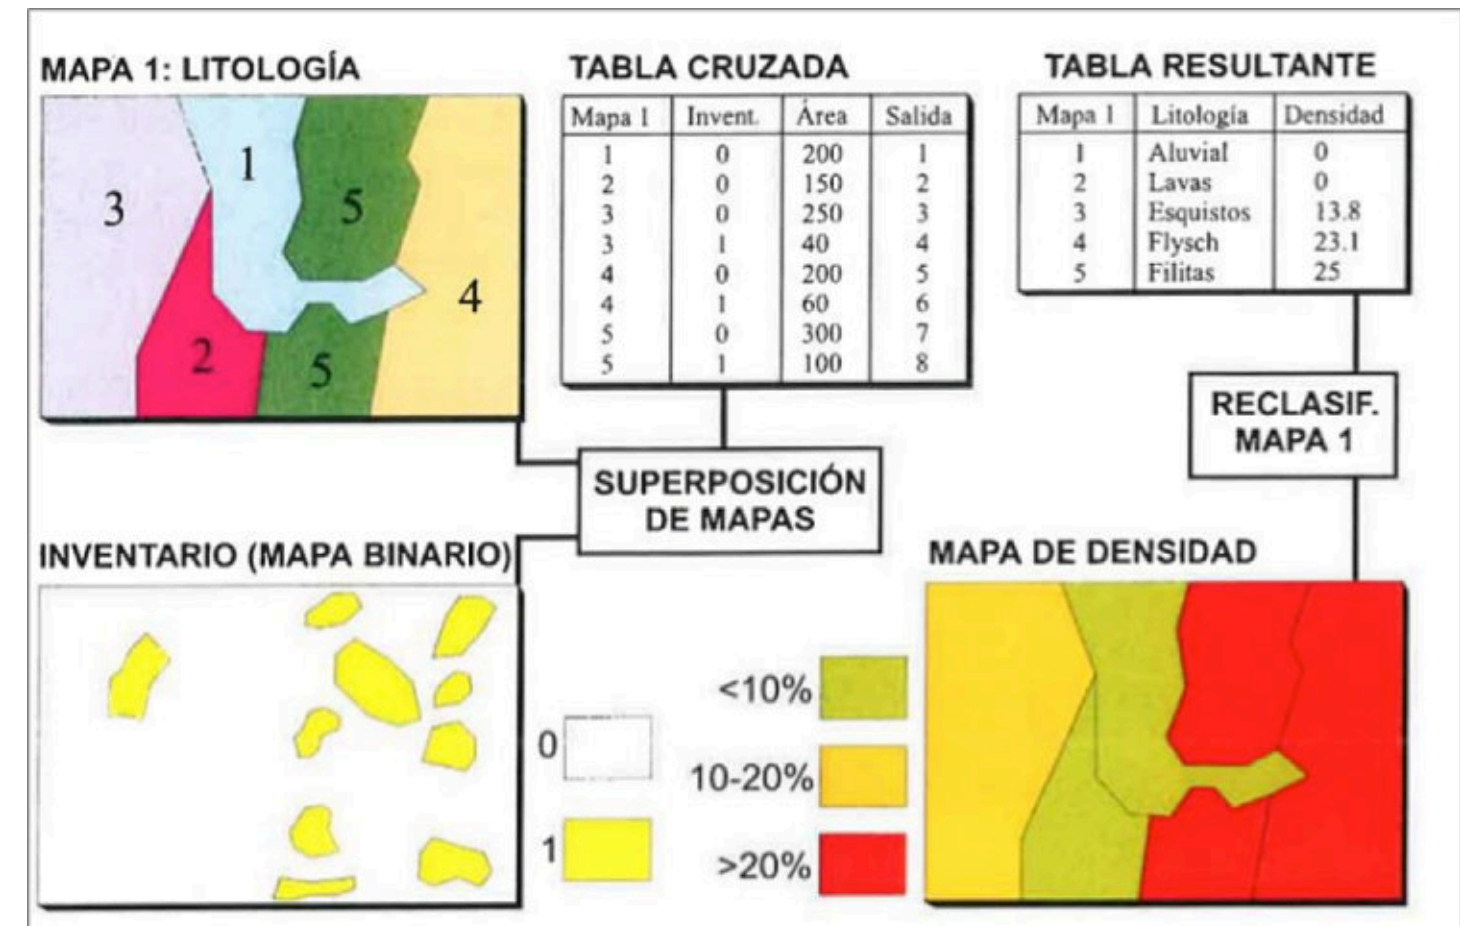 MAPA 1: LITOLOGÍA
3
1
5
4
2
5
TABLA CRUZADA
Mapa 1 Invent. Área Salida
1 0 200 1
2 0 150 2
3 0 250 3
3 1 40 4
4 0 200 5
4 1 60 6
5 0 300 7
5 1 100 8
TABLA RESULTANTE
Mapa 1 Litología Densidad
1 Aluvial 0
2 Lavas 0
3 Esquistos 13.8
4 Flysch 23.1
5 Filitas 25
SUPERPOSICIÓN
DE MAPAS
RECLASIF.
MAPA 1
INVENTARIO (MAPA BINARIO)
0
1
MAPA DE DENSIDAD
<10%
10-20%
>20%